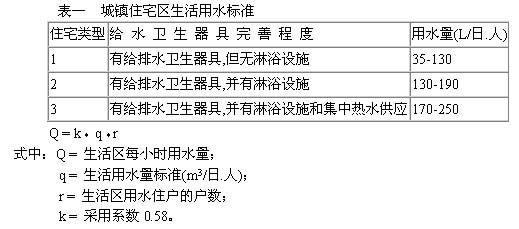 表一 城镇住宅区生活用水标准
住宅类型 给 水 卫 生 器 具 完 善 程 度 用水量(L/日.人)
1 有给排水卫生器具,但无淋浴设施 35-130
2 有给排水卫生器具,并有淋浴设施 130-190
3 有给排水卫生器具,并有淋浴设施和集中热水供应 170-250
Q = k • q • r
式中: Q = 生活区每小时用水量;
q = 生活用水量标准(m³/日.人);
r = 生活区用水住户的户数;
k = 采用系数 0.58。